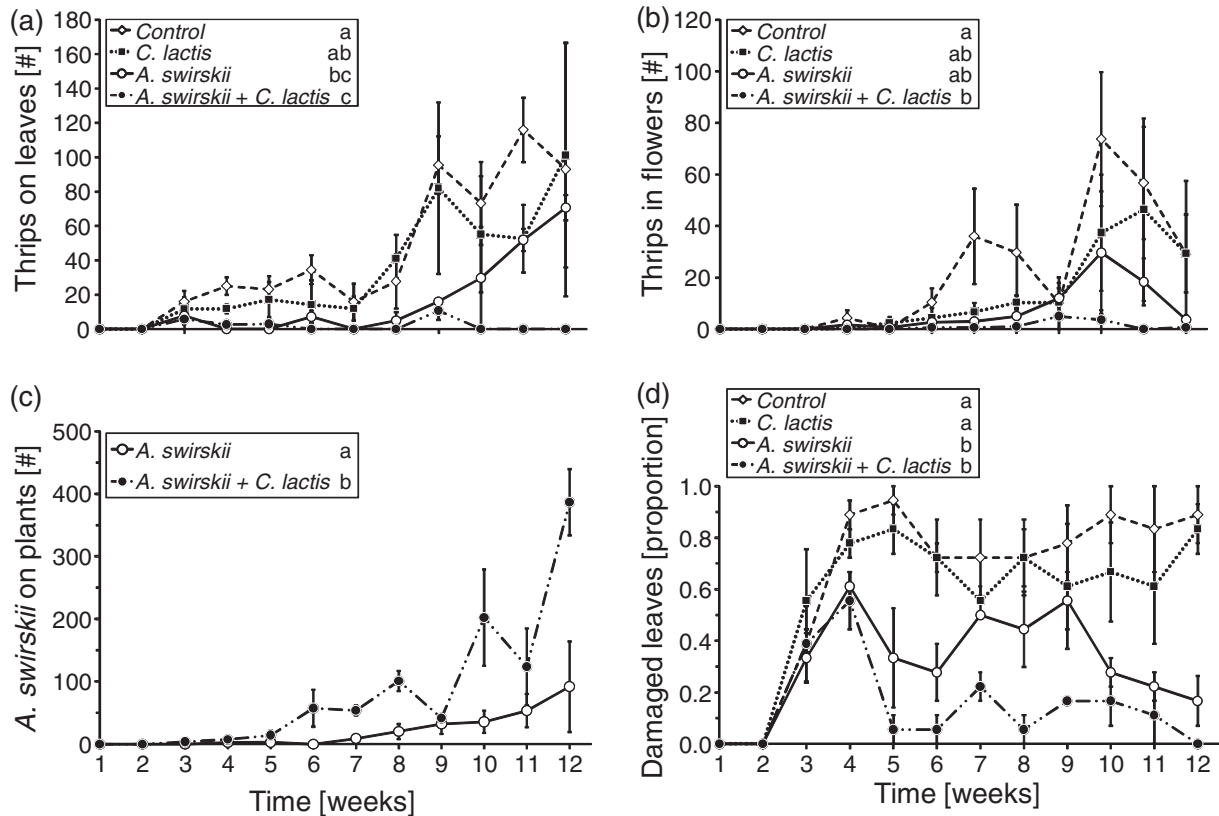 (a)
Thrips on leaves [#]
180
160
140
120
100
80
60
40
20
0
Control a
C. lactis ab
A. swirskii bc
A. swirskii + C. lactis c
(b)
Thrips in flowers [#]
120
100
80
60
40
20
0
Control a
C. lactis ab
A. swirskii ab
A. swirskii + C. lactis b
(c)
A. swirskii on plants [#]
500
400
300
200
100
0
A. swirskii a
A. swirskii + C. lactis b
1 2 3 4 5 6 7 8 9 10 11 12
Time [weeks]
(d)
Damaged leaves [proportion]
Control a
C. lactis a
A. swirskii b
A. swirskii + C. lactis b
1.0
0.8
0.6
0.4
0.2
0.0
1 2 3 4 5 6 7 8 9 10 11 12
Time [weeks]